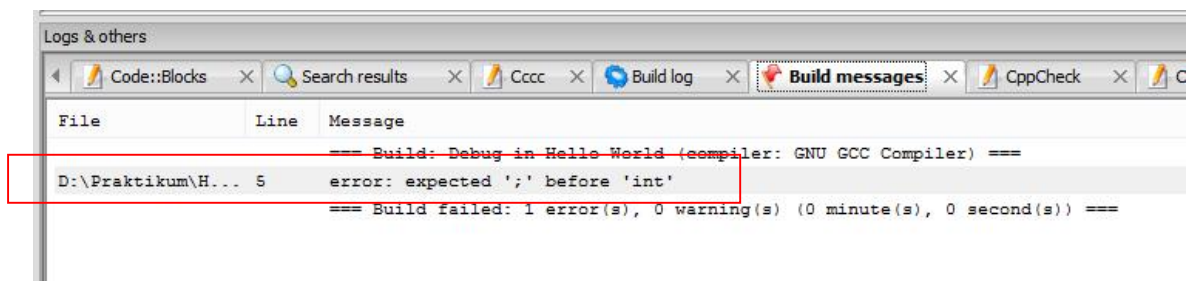 Logs & others
Code::Blocks Search results Cccc Build log Build messages CppCheck
File Line Message
=== Build: Debug in Hello World (compiler: GNU GCC Compiler) ===
D:\Praktikum\H... 5 error: expected ';' before 'int'
=== Build failed: 1 error(s), 0 warning(s) (0 minute(s), 0 second(s)) ===